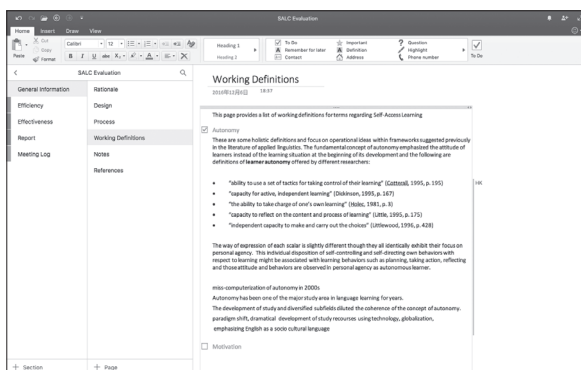 SALC Evaluation
Home Insert Draw View
Paste
Cut
Copy
Format
Calibri 12
B I U abc X₂ A
Heading 1
Heading 2
To Do
Remember for later
Contact
Important
Definition
Address
Question
Highlight
Phone number
To Do
SALC Evaluation
General Information
Efficiency
Effectiveness
Report
Meeting Log
Rationale
Design
Process
Working Definitions
Notes
References
Working Definitions
18:37
This page provides a list of working definitions for terms regarding Self-Access Learning
Autonomy
These are some holistic definitions and focus on operational ideas within frameworks suggested previously
in the literature of applied linguistics. The fundamental concept of autonomy emphasized the attitude of
learners instead of the learning situation at the beginning of its development and the following are
definitions of learner autonomy offered by different researchers:
• "ability to use a set of tactics for taking control of their learning" (Cotterall, 1995, p. 195)
HK
• "capacity for active, independent learning" (Dickinson, 1995, p. 167)
• "the ability to take charge of one's own learning" (Holec, 1981, p. 3)
• "capacity to reflect on the content and process of learning" (Little, 1995, p. 175)
• "independent capacity to make and carry out the choices" (Littlewood, 1996, p. 428)
The way of expression of each scalar is slightly different though they all identically exhibit their focus on
personal agency. This individual disposition of self-controlling and self-directing own behaviors with
respect to learning might be associated with learning behaviors such as planning, taking action, reflecting
and those attitude and behaviors are observed in personal agency as autonomous learner.
miss-computerization of autonomy in 2000s
Autonomy has been one of the major study area in language learning for years.
The development of study and diversified subfields diluted the coherence of the concept of autonomy.
paradigm shift, dramatical development of study recourses using technology, globalization,
emphasizing English as a socio cultural language
Motivation
+ Section
+ Page